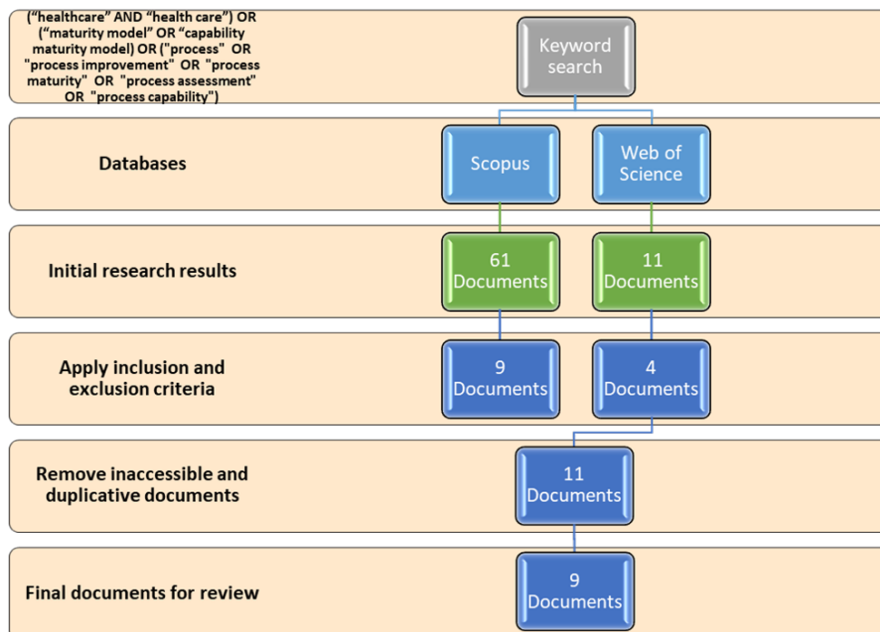 (“healthcare” AND “health care”) OR
(“maturity model” OR “capability
maturity model) OR ("process" OR
"process improvement" OR "process
maturity" OR "process assessment"
OR "process capability")
Keyword
search
Databases
Scopus
Web of
Science
Initial research results
61
Documents
11
Documents
Apply inclusion and
exclusion criteria
9
Documents
4
Documents
Remove inaccessible and
duplicative documents
11
Documents
Final documents for review
9
Documents